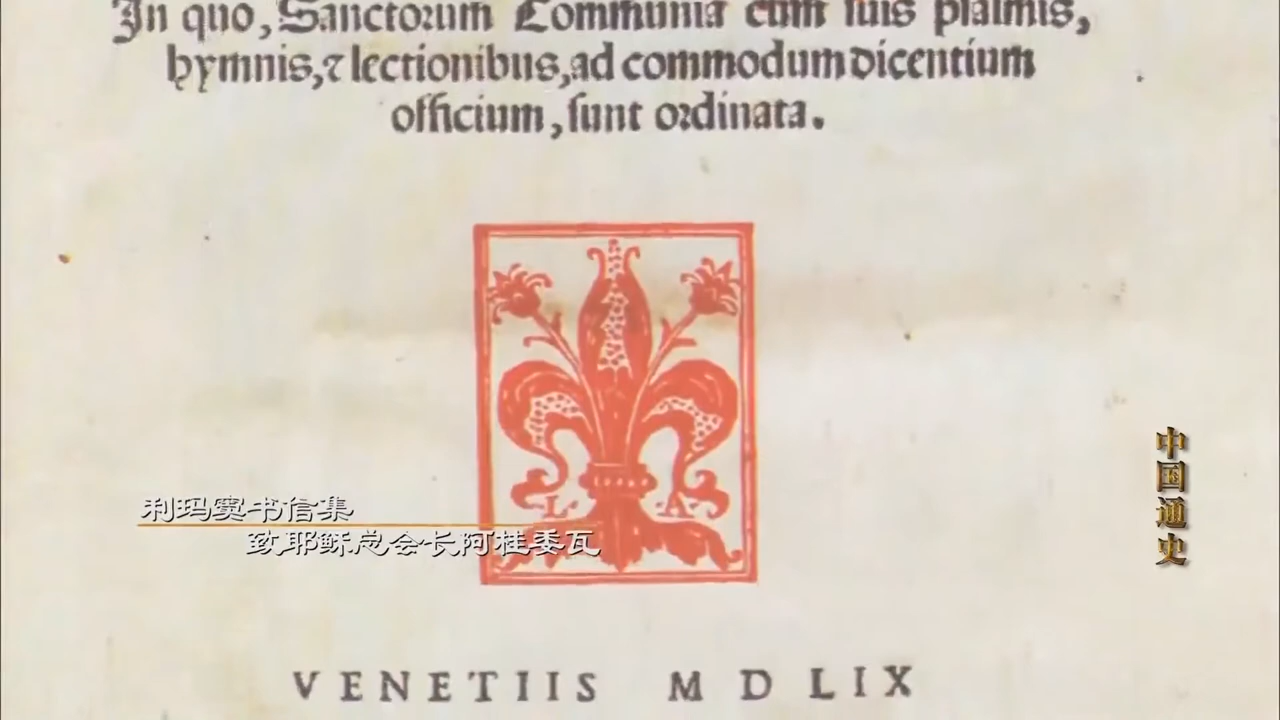 In quo, Sanctorum Communia cum suis psalmis,
hymnis, ⁊ lectionibus, ad commodum dicentium
officium, sunt ordinata.
L A
利玛窦书信集
致耶稣总会长阿桂委瓦
中国通史
VENETIIS MDLIX